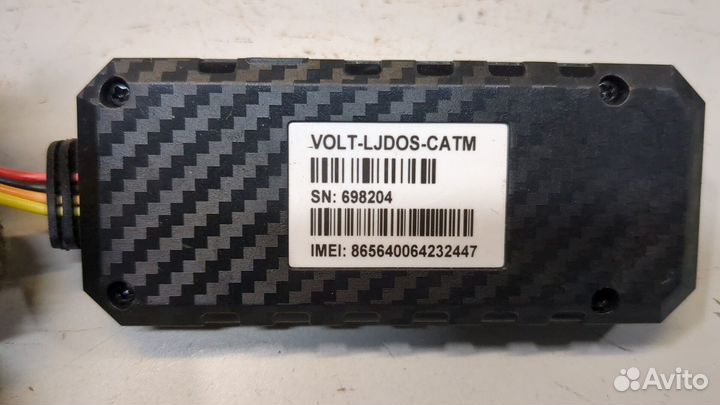 VOLT-LJDOS-CATM
SN: 698204
IMEI: 865640064232447
Avito